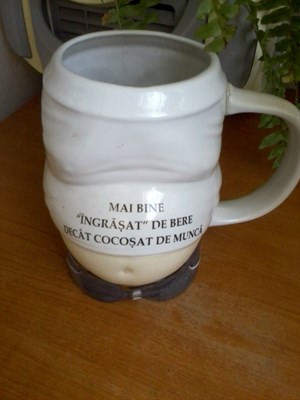 MAI BINE
"ÎNGRĂȘAT" DE BERE
DECÂT COCOȘAT DE MUNCĂ